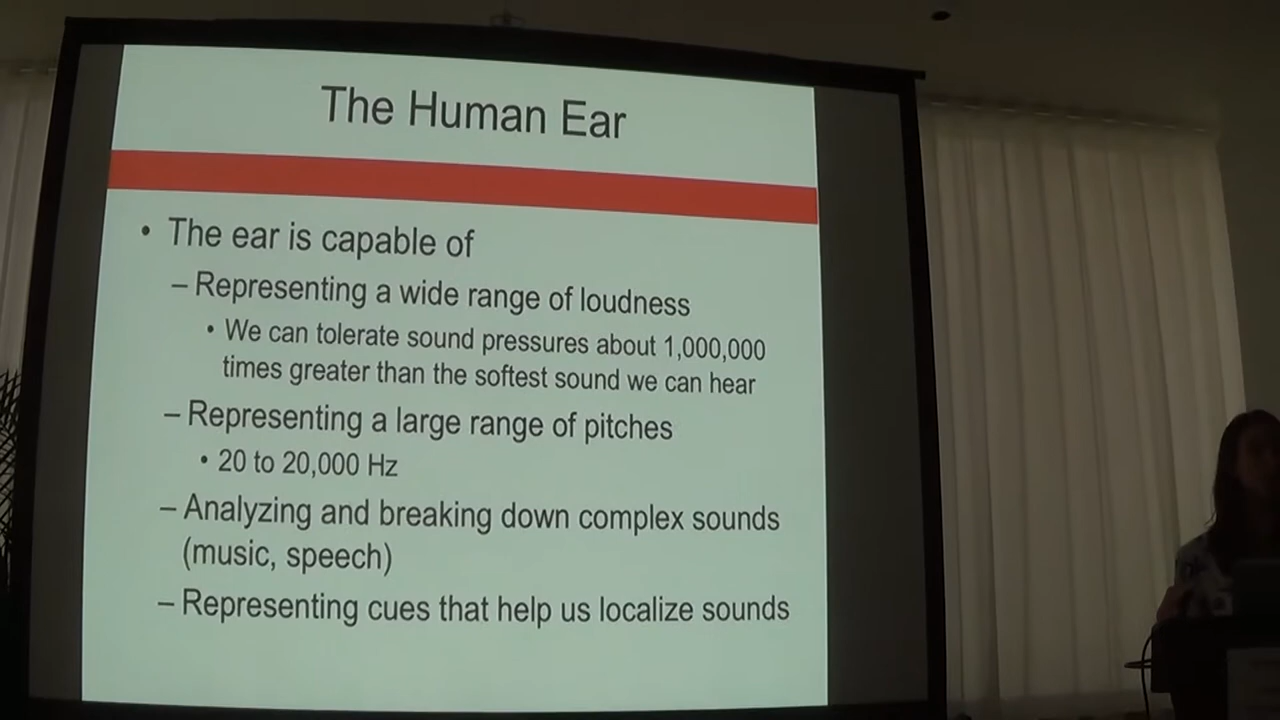 The Human Ear
• The ear is capable of
– Representing a wide range of loudness
• We can tolerate sound pressures about 1,000,000
times greater than the softest sound we can hear
– Representing a large range of pitches
• 20 to 20,000 Hz
– Analyzing and breaking down complex sounds
(music, speech)
– Representing cues that help us localize sounds